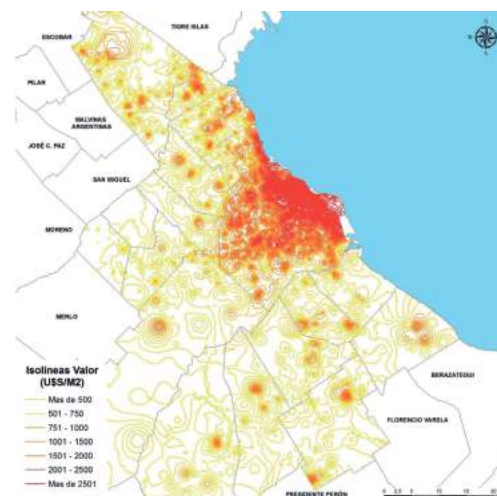 TIGRE ISLAS
ESCOBAR
PILAR
MALVINAS
ARGENTINAS
JOSÉ C. PAZ
SAN MIGUEL
MORENO
MERLO
BERAZATEGUI
FLORENCIO VARELA
PRESIDENTE PERÓN
Isolíneas Valor
(U$S/M2)
Mas de 500
501 - 750
751 - 1000
1001 - 1500
1501 - 2000
2001 - 2500
Mas de 2501